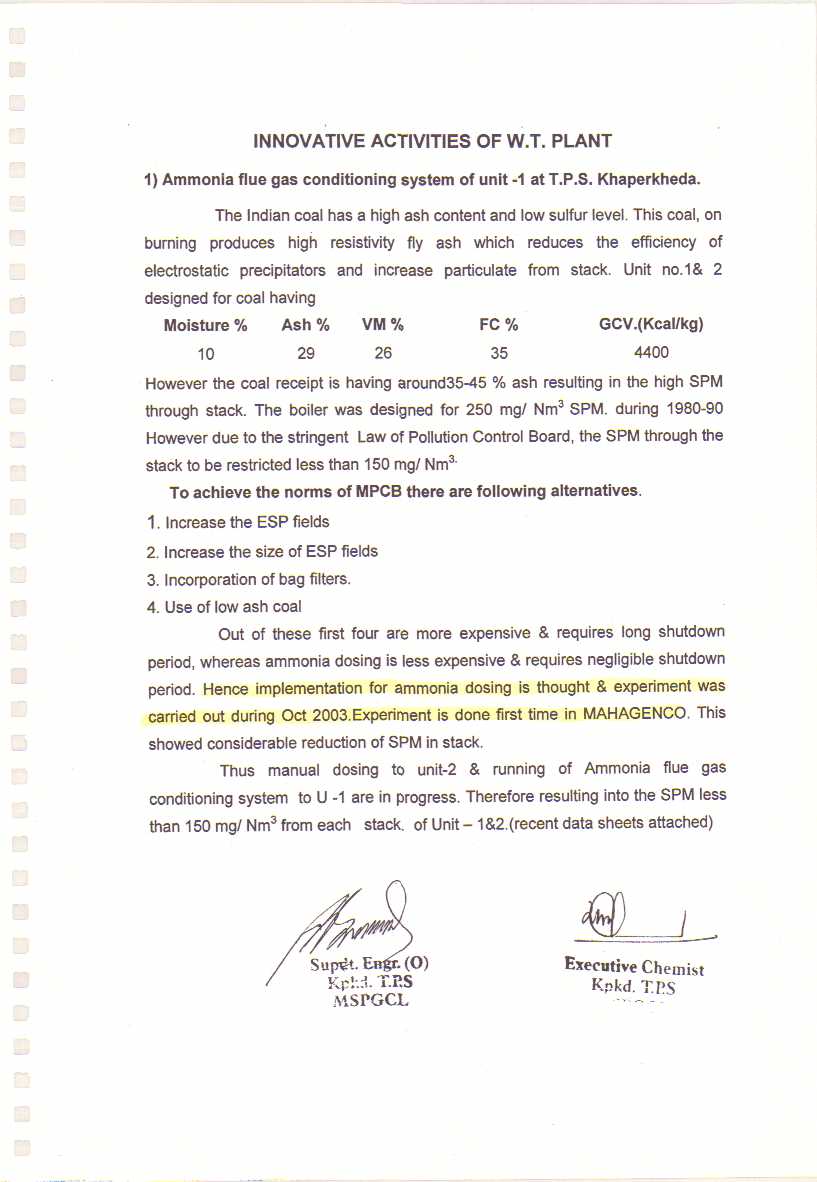 INNOVATIVE ACTIVITIES OF W.T. PLANT
1) Ammonia flue gas conditioning system of unit -1 at T.P.S. Khaperkheda.
The Indian coal has a high ash content and low sulfur level. This coal, on
burning produces high resistivity fly ash which reduces the efficiency of
electrostatic precipitators and increase particulate from stack. Unit no.1& 2
designed for coal having
Moisture % Ash % VM % FC % GCV.(Kcal/kg)
10 29 26 35 4400
However the coal receipt is having around35-45 % ash resulting in the high SPM
through stack. The boiler was designed for 250 mg/ Nm³ SPM. during 1980-90
However due to the stringent Law of Pollution Control Board, the SPM through the
stack to be restricted less than 150 mg/ Nm³.
To achieve the norms of MPCB there are following alternatives.
1. Increase the ESP fields
2. Increase the size of ESP fields
3. Incorporation of bag filters.
4. Use of low ash coal
Out of these first four are more expensive & requires long shutdown
period, whereas ammonia dosing is less expensive & requires negligible shutdown
period. Hence implementation for ammonia dosing is thought & experiment was
carried out during Oct 2003.Experiment is done first time in MAHAGENCO. This
showed considerable reduction of SPM in stack.
Thus manual dosing to unit-2 & running of Ammonia flue gas
conditioning system to U -1 are in progress. Therefore resulting into the SPM less
than 150 mg/ Nm³ from each stack. of Unit – 1&2.(recent data sheets attached)
Supdt. Engr. (O) Executive Chemist
Kpkd. T.P.S Kpkd. T.P.S
MSPGCL